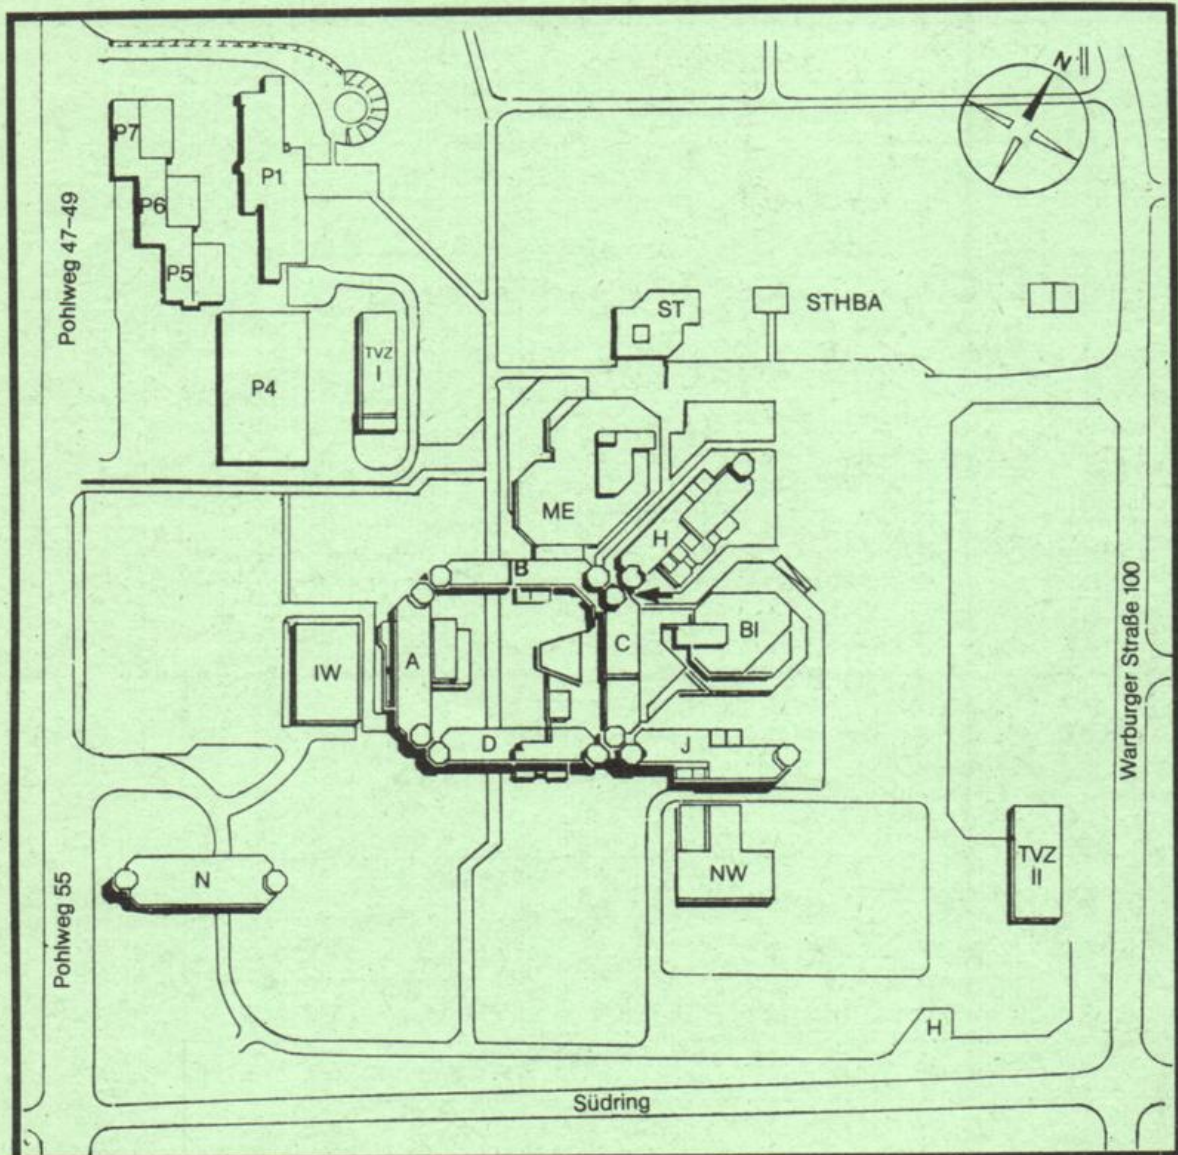 N
P7
P1
P6
P5
Pohlweg 47–49
ST
STHBA
TVZ
I
P4
ME
H
B
C
BI
A
IW
D
J
Warburger Straße 100
N
NW
TVZ
II
Pohlweg 55
H
Südring